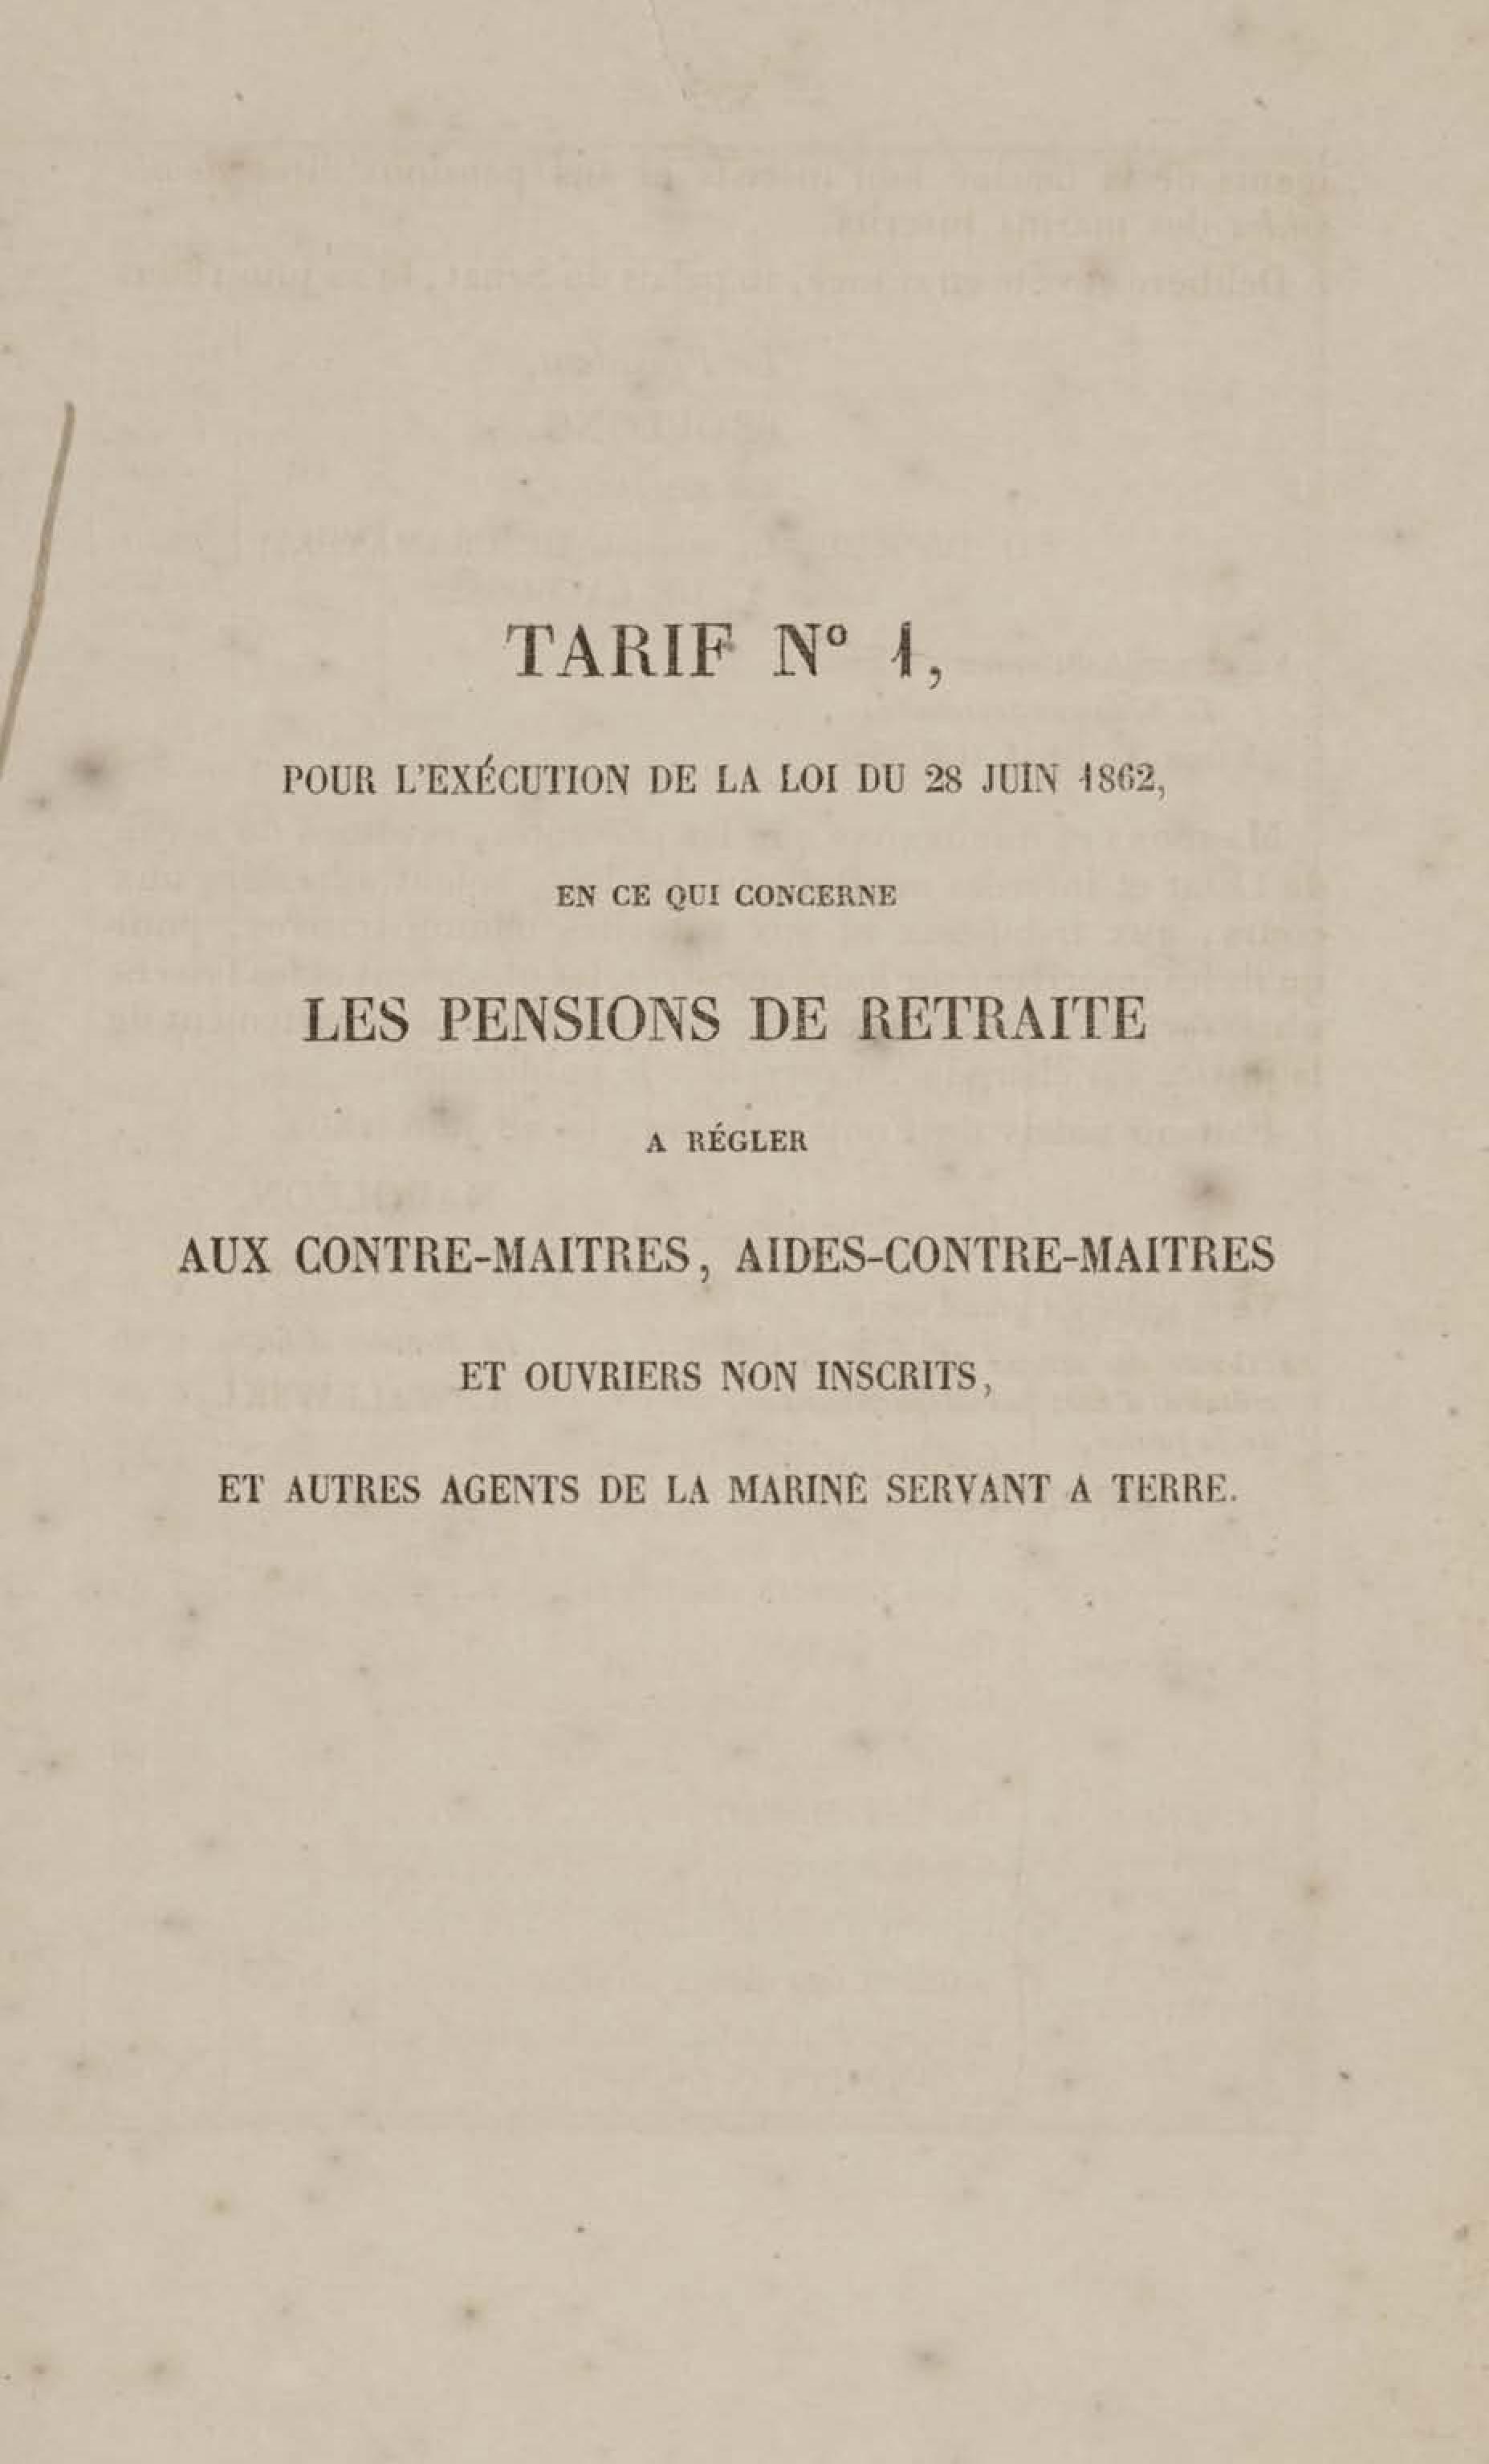 TARIF N° 1,
POUR L'EXÉCUTION DE LA LOI DU 28 JUIN 1862,
EN CE QUI CONCERNE
LES PENSIONS DE RETRAITE
A RÉGLER
AUX CONTRE-MAITRES, AIDES-CONTRE-MAITRES
ET OUVRIERS NON INSCRITS,
ET AUTRES AGENTS DE LA MARINE SERVANT A TERRE.